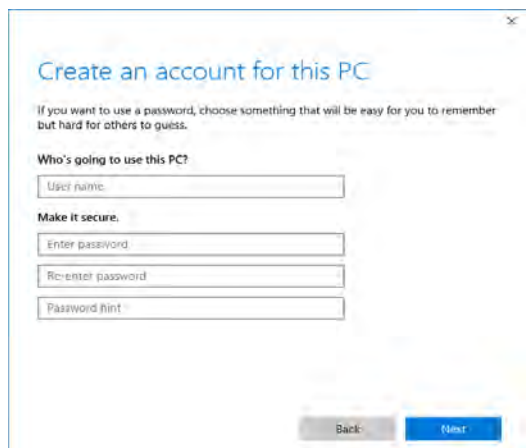 Create an account for this PC
If you want to use a password, choose something that will be easy for you to remember
but hard for others to guess.
Who's going to use this PC?
User name
Make it secure.
Enter password
Re-enter password
Password hint
Back
Next